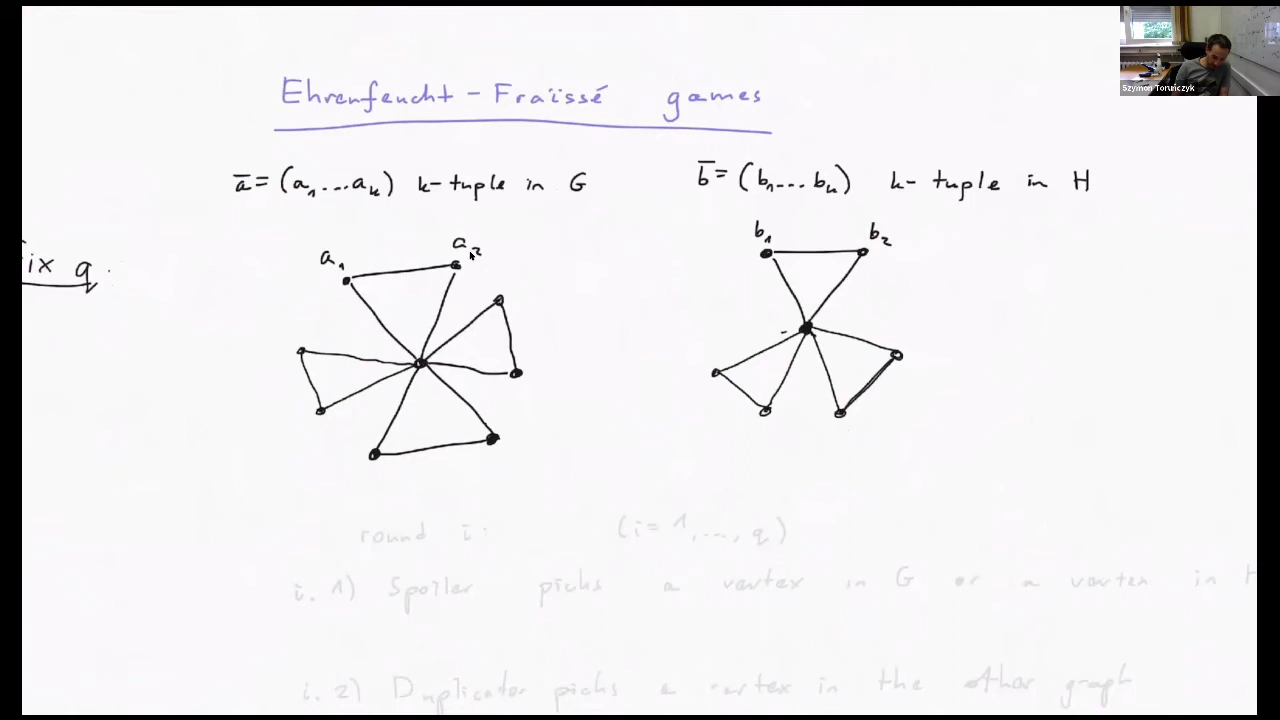 Szymon Toruńczyk
Ehrenfeucht - Fraïssé games
a̅ = (a₁ ... aₖ) k-tuple in G
b̅ = (b₁ ... bₖ) k-tuple in H
ix q.
a₁
a₂
b₁
b₂
round i: (i = 1, ..., q)
i. 1) Spoiler picks a vertex in G or a vertex in H
i. 2) Duplicator picks a vertex in the other graph